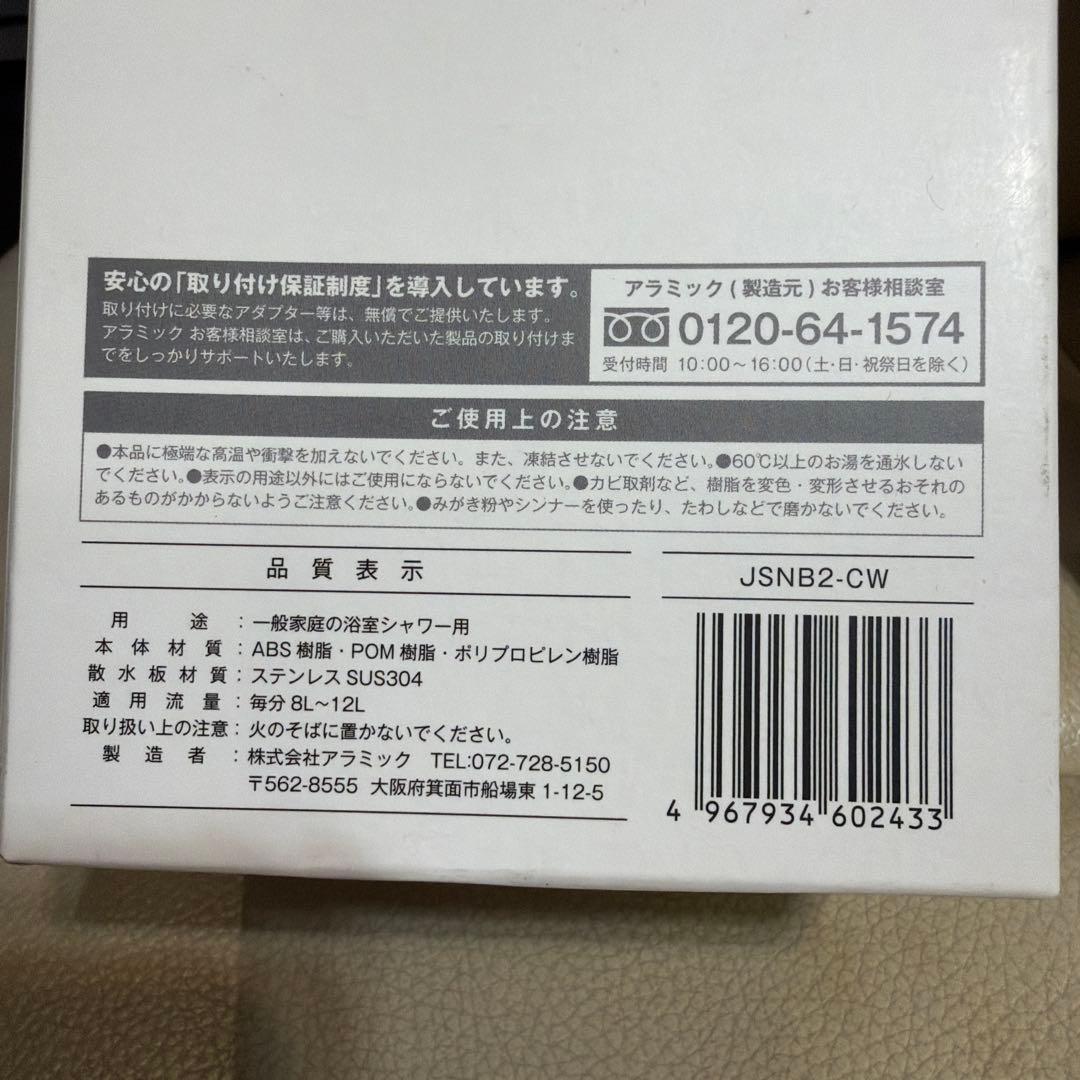 安心の「取り付け保証制度」を導入しています。
取り付けに必要なアダプター等は、無償でご提供いたします。
アラミック お客様相談室は、ご購入いただいた製品の取り付けま
でをしっかりサポートいたします。
アラミック(製造元)お客様相談室
0120-64-1574
受付時間 10:00～16:00(土・日・祝祭日を除く)
ご使用上の注意
●本品に極端な高温や衝撃を加えないでください。また、凍結させないでください。●60℃以上のお湯を通水しない
でください。●表示の用途以外にはご使用にならないでください。●カビ取剤など、樹脂を変色・変形させるおそれの
あるものがかからないようご注意ください。●みがき粉やシンナーを使ったり、たわしなどで磨かないでください。
品質表示
用途:一般家庭の浴室シャワー用
本体材質:ABS樹脂・POM樹脂・ポリプロピレン樹脂
散水板材質:ステンレス SUS304
適用流量:毎分 8L～12L
取り扱い上の注意:火のそばに置かないでください。
製造者:株式会社アラミック TEL:072-728-5150
〒562-8555 大阪府箕面市船場東 1-12-5
JSNB2-CW
4 967934 602433